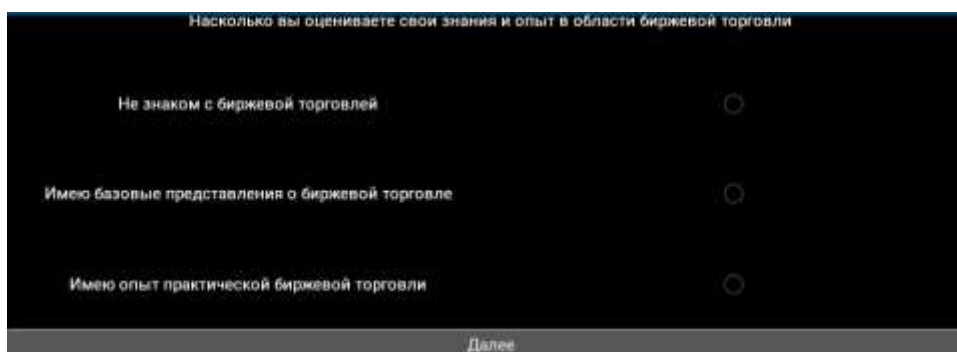 Насколько вы оцениваете свои знания и опыт в области биржевой торговли
Не знаком с биржевой торговлей
Имею базовые представления о биржевой торговле
Имею опыт практической биржевой торговли
Далее